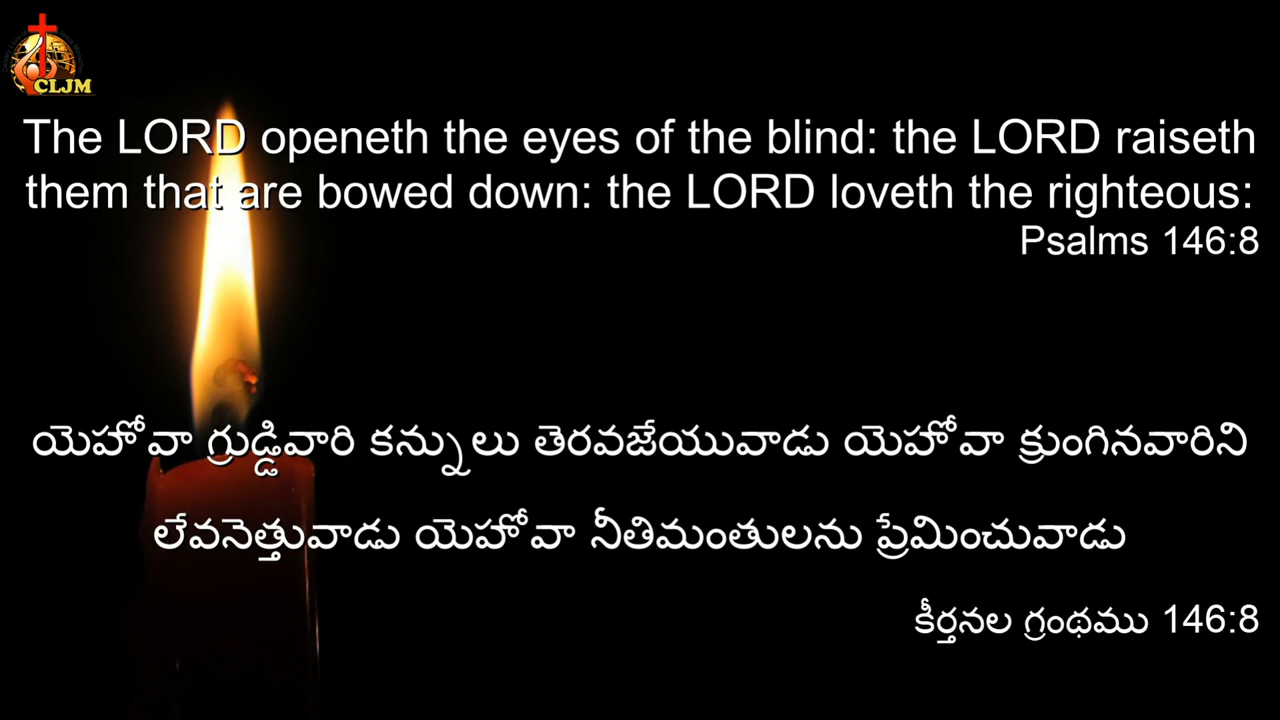 CLJM
The LORD openeth the eyes of the blind: the LORD raiseth
them that are bowed down: the LORD loveth the righteous:
Psalms 146:8
యెహోవా గ్రుడ్డివారి కన్నులు తెరవజేయువాడు యెహోవా క్రుంగినవారిని
లేవనెత్తువాడు యెహోవా నీతిమంతులను ప్రేమించువాడు
కీర్తనల గ్రంథము 146:8